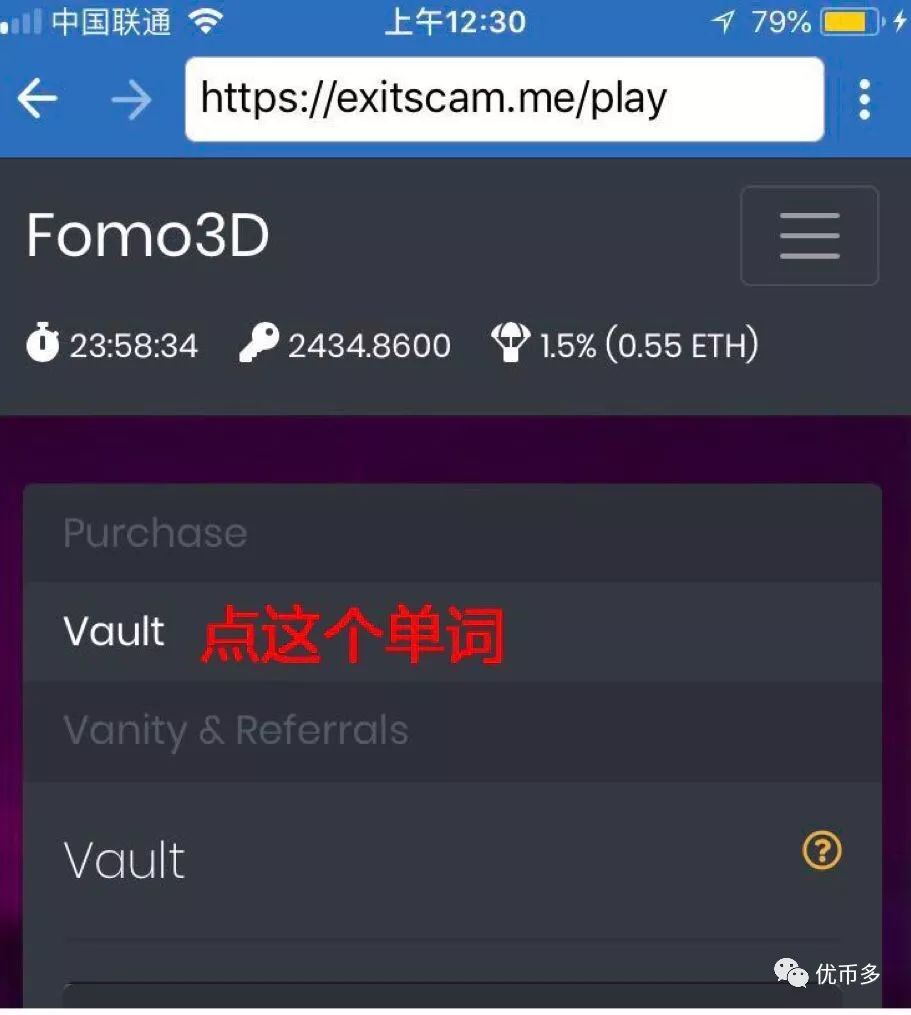 中国联通 上午12:30 79%
https://exitscam.me/play
Fomo3D
23:58:34 2434.8600 1.5% (0.55 ETH)
Purchase
Vault 点这个单词
Vanity & Referrals
Vault
优币多